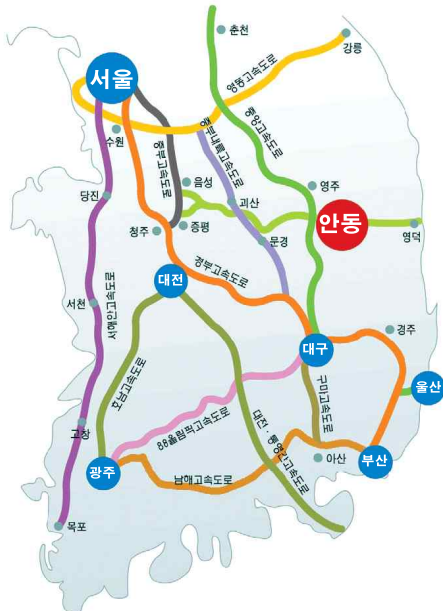 춘천
강릉
영동고속도로
서울
중앙고속도로
중부내륙고속도로
수원
중부고속도로
음성
영주
당진
괴산
안동
증평
청주
문경
영덕
경부고속도로
대전
서천
서해안고속도로
경주
대구
울산
호남고속도로
구미고속도로
88올림픽고속도로
고창
대전·통영간고속도로
아산
부산
광주
남해고속도로
목포